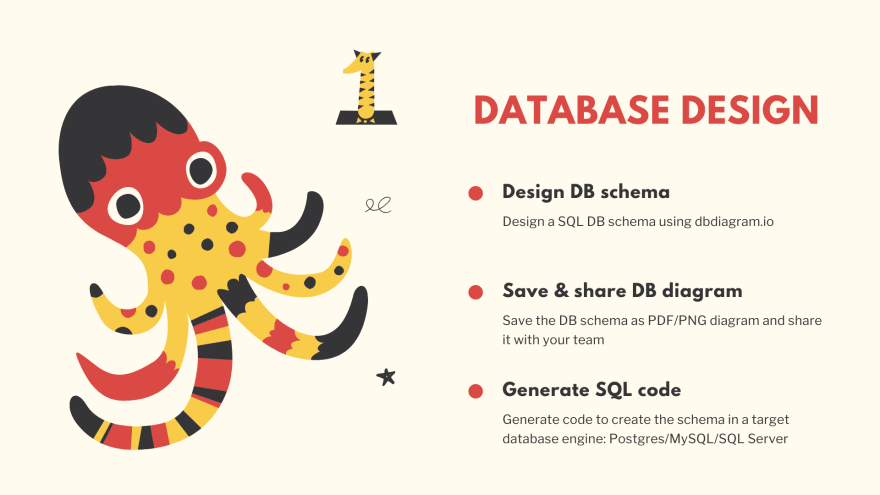 1
DATABASE DESIGN
Design DB schema
Design a SQL DB schema using dbdiagram.io
Save & share DB diagram
Save the DB schema as PDF/PNG diagram and share
it with your team
Generate SQL code
Generate code to create the schema in a target
database engine: Postgres/MySQL/SQL Server